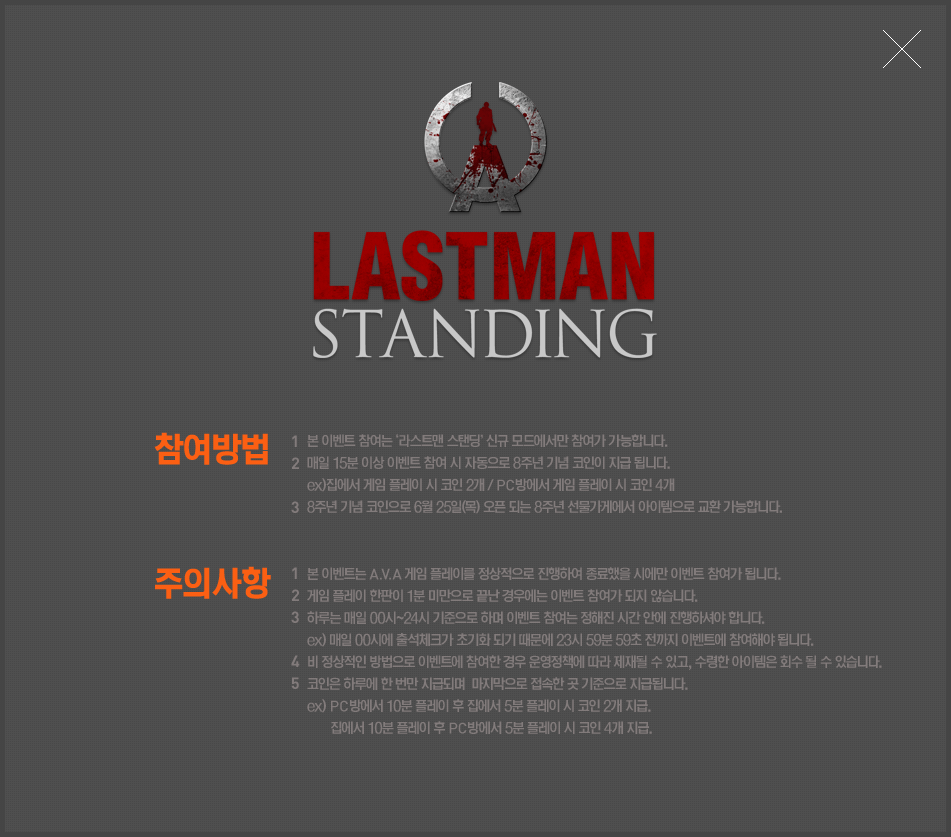 LASTMAN
STANDING
참여방법
1 본 이벤트 참여는 '라스트맨 스탠딩' 신규 모드에서만 참여가 가능합니다.
2 매일 15분 이상 이벤트 참여 시 자동으로 8주년 기념 코인이 지급 됩니다.
ex)집에서 게임 플레이 시 코인 2개 / PC방에서 게임 플레이 시 코인 4개
3 8주년 기념 코인으로 6월 25일(목) 오픈 되는 8주년 선물가게에서 아이템으로 교환 가능합니다.
주의사항
1 본 이벤트는 A.V.A 게임 플레이를 정상적으로 진행하여 종료했을 시에만 이벤트 참여가 됩니다.
2 게임 플레이 한판이 1분 미만으로 끝난 경우에는 이벤트 참여가 되지 않습니다.
3 하루는 매일 00시~24시 기준으로 하며 이벤트 참여는 정해진 시간 안에 진행하셔야 합니다.
ex) 매일 00시에 출석체크가 초기화 되기 때문에 23시 59분 59초 전까지 이벤트에 참여해야 됩니다.
4 비 정상적인 방법으로 이벤트에 참여한 경우 운영정책에 따라 제재될 수 있고, 수령한 아이템은 회수 될 수 있습니다.
5 코인은 하루에 한 번만 지급되며 마지막으로 접속한 곳 기준으로 지급됩니다.
ex) PC방에서 10분 플레이 후 집에서 5분 플레이 시 코인 2개 지급.
집에서 10분 플레이 후 PC방에서 5분 플레이 시 코인 4개 지급.